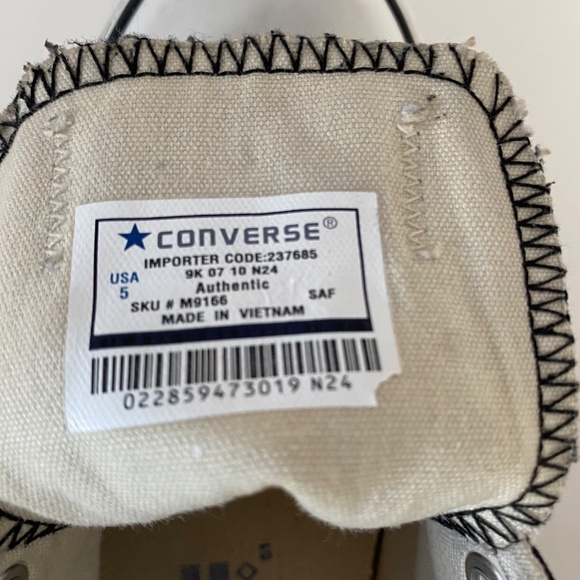 CONVERSE®
IMPORTER CODE:237685
9K 07 10 N24
USA Authentic
5 SKU # M9166 SAF
MADE IN VIETNAM
022859473019 N24